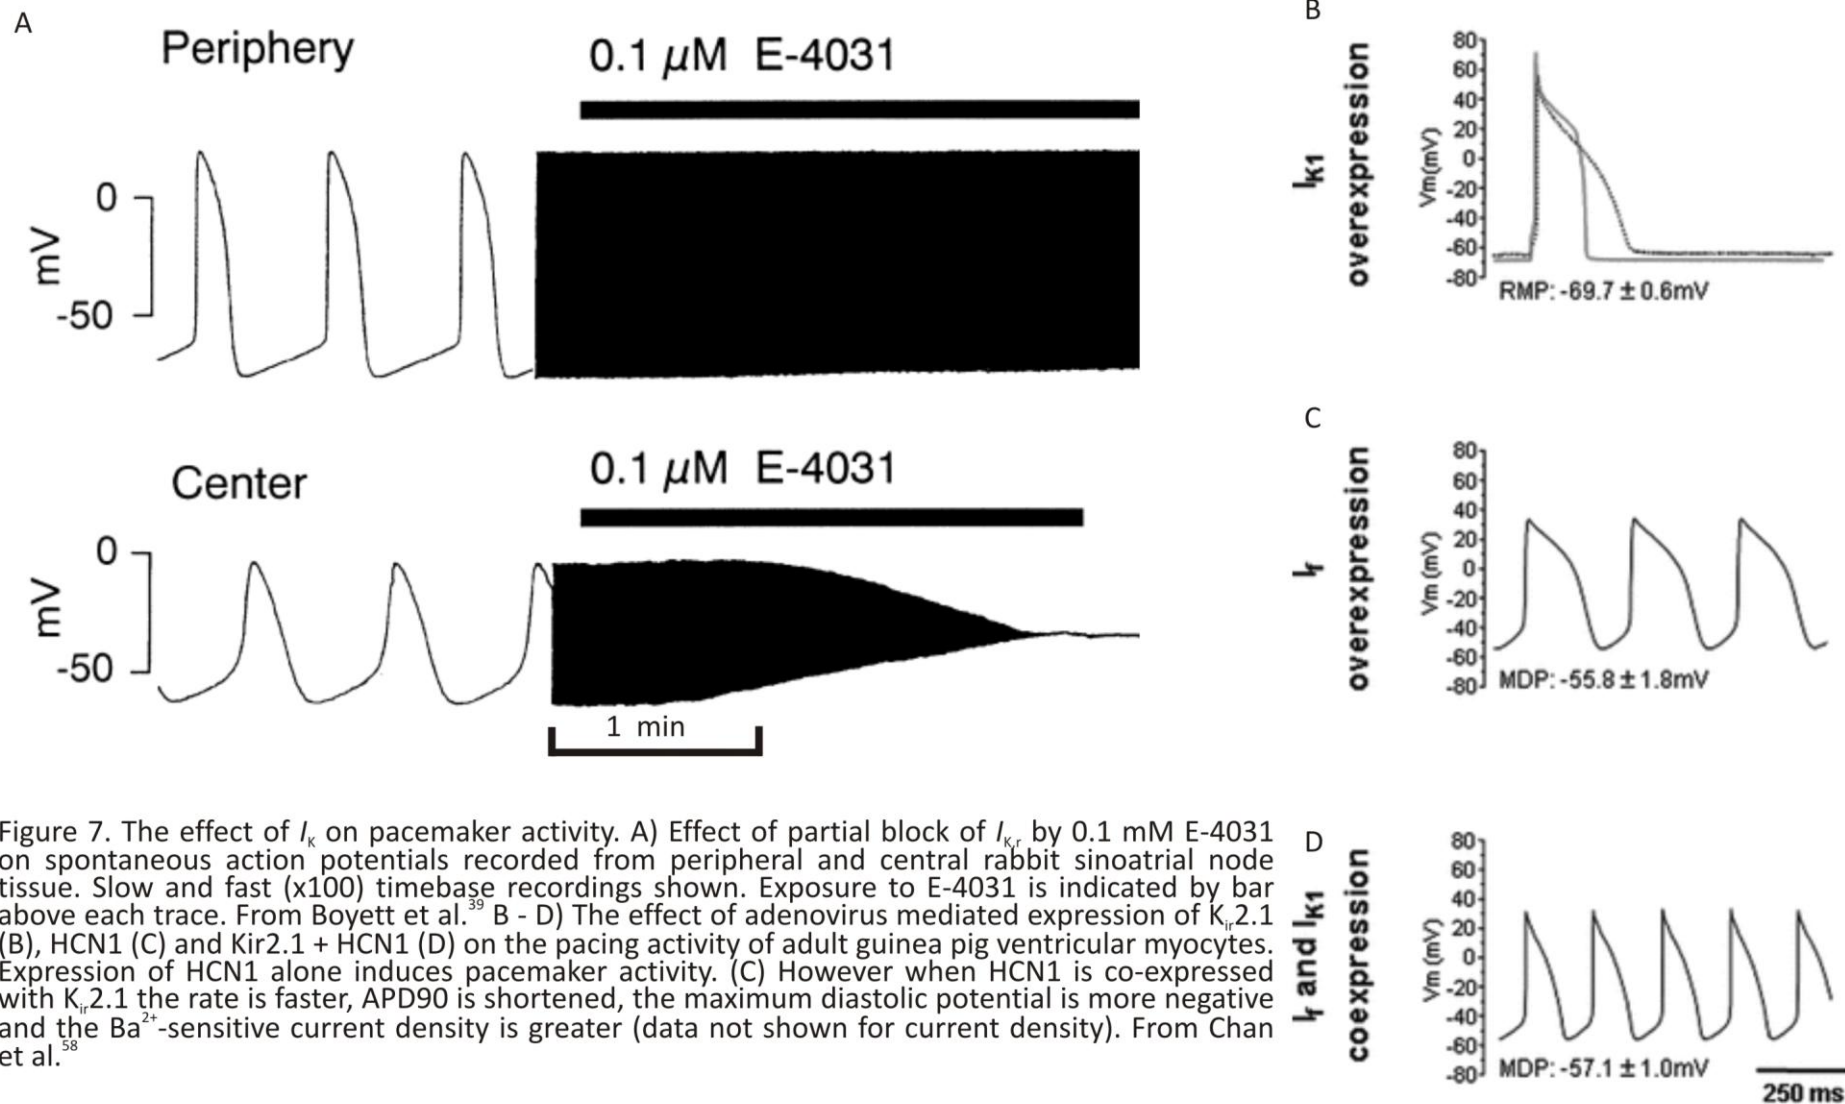 A
Periphery
0.1 μM E-4031
0
mV
-50
Center
0.1 μM E-4031
0
mV
-50
1 min
B
IK1
overexpression
80
60
40
20
0
-20
-40
-60
-80
Vm(mV)
RMP: -69.7 ± 0.6mV
C
If
overexpression
80
60
40
20
0
-20
-40
-60
-80
Vm (mV)
MDP: -55.8 ± 1.8mV
D
If and IK1
coexpression
80
60
40
20
0
-20
-40
-60
-80
Vm (mV)
MDP: -57.1 ± 1.0mV
250 ms
Figure 7. The effect of IK on pacemaker activity. A) Effect of partial block of IK,r by 0.1 mM E-4031
on spontaneous action potentials recorded from peripheral and central rabbit sinoatrial node
tissue. Slow and fast (x100) timebase recordings shown. Exposure to E-4031 is indicated by bar
above each trace. From Boyett et al.39 B - D) The effect of adenovirus mediated expression of Kir2.1
(B), HCN1 (C) and Kir2.1 + HCN1 (D) on the pacing activity of adult guinea pig ventricular myocytes.
Expression of HCN1 alone induces pacemaker activity. (C) However when HCN1 is co-expressed
with Kir2.1 the rate is faster, APD90 is shortened, the maximum diastolic potential is more negative
and the Ba2+-sensitive current density is greater (data not shown for current density). From Chan
et al.58